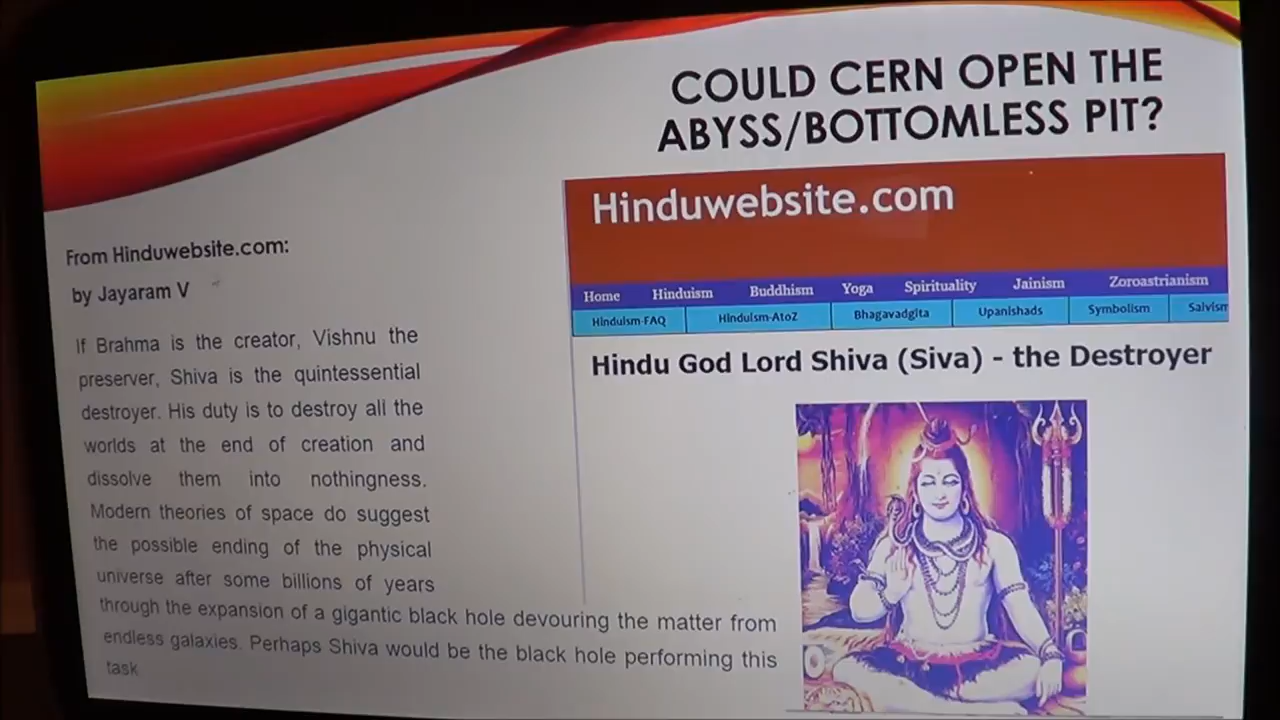 COULD CERN OPEN THE
ABYSS/BOTTOMLESS PIT?
From Hinduwebsite.com:
by Jayaram V
If Brahma is the creator, Vishnu the
preserver, Shiva is the quintessential
destroyer. His duty is to destroy all the
worlds at the end of creation and
dissolve them into nothingness.
Modern theories of space do suggest
the possible ending of the physical
universe after some billions of years
through the expansion of a gigantic black hole devouring the matter from
endless galaxies. Perhaps Shiva would be the black hole performing this
task
Hinduwebsite.com
Home Hinduism Buddhism Yoga Spirituality Jainism Zoroastrianism
Hinduism-FAQ Hinduism-AtoZ Bhagavadgita Upanishads Symbolism Saivism
Hindu God Lord Shiva (Siva) - the Destroyer